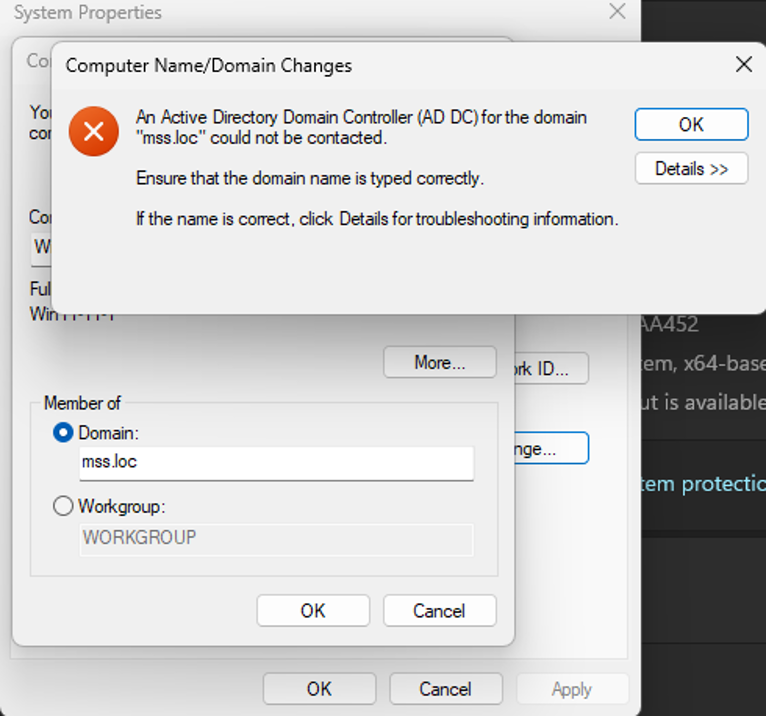 System Properties
Computer Name/Domain Changes
An Active Directory Domain Controller (AD DC) for the domain
"mss.loc" could not be contacted.
Ensure that the domain name is typed correctly.
If the name is correct, click Details for troubleshooting information.
OK
Details >>
AA452
More...
rk ID...
x64-base
is available
Member of
Domain:
mss.loc
nge...
Workgroup:
WORKGROUP
tem protectio
OK
Cancel
OK
Cancel
Apply